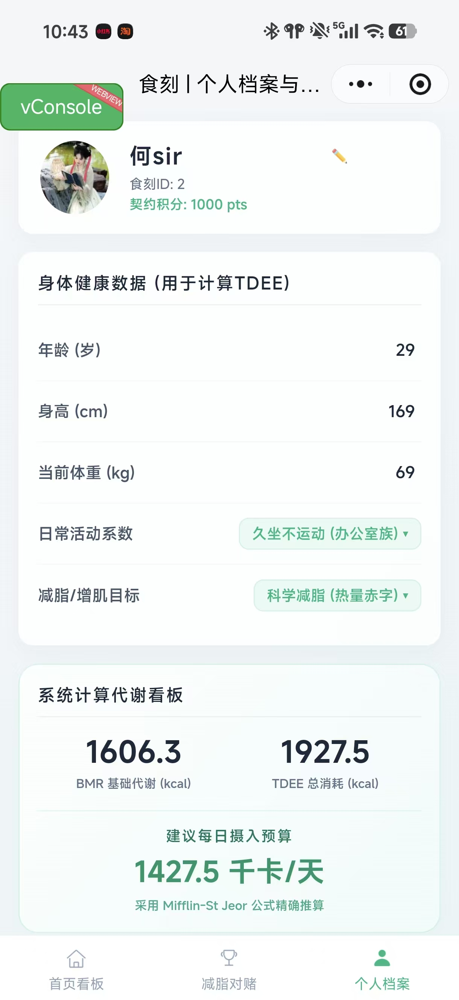 10:43 小红书 淘 5G 61
食刻 | 个人档案与...
vConsole
WEBVIEW
何sir
食刻ID: 2
契约积分: 1000 pts
身体健康数据 (用于计算TDEE)
年龄 (岁) 29
身高 (cm) 169
当前体重 (kg) 69
日常活动系数 久坐不运动 (办公室族) ▾
减脂/增肌目标 科学减脂 (热量赤字) ▾
系统计算代谢看板
1606.3 1927.5
BMR 基础代谢 (kcal) TDEE 总消耗 (kcal)
建议每日摄入预算
1427.5 千卡/天
采用 Mifflin-St Jeor 公式精确推算
首页看板 减脂对赌 个人档案